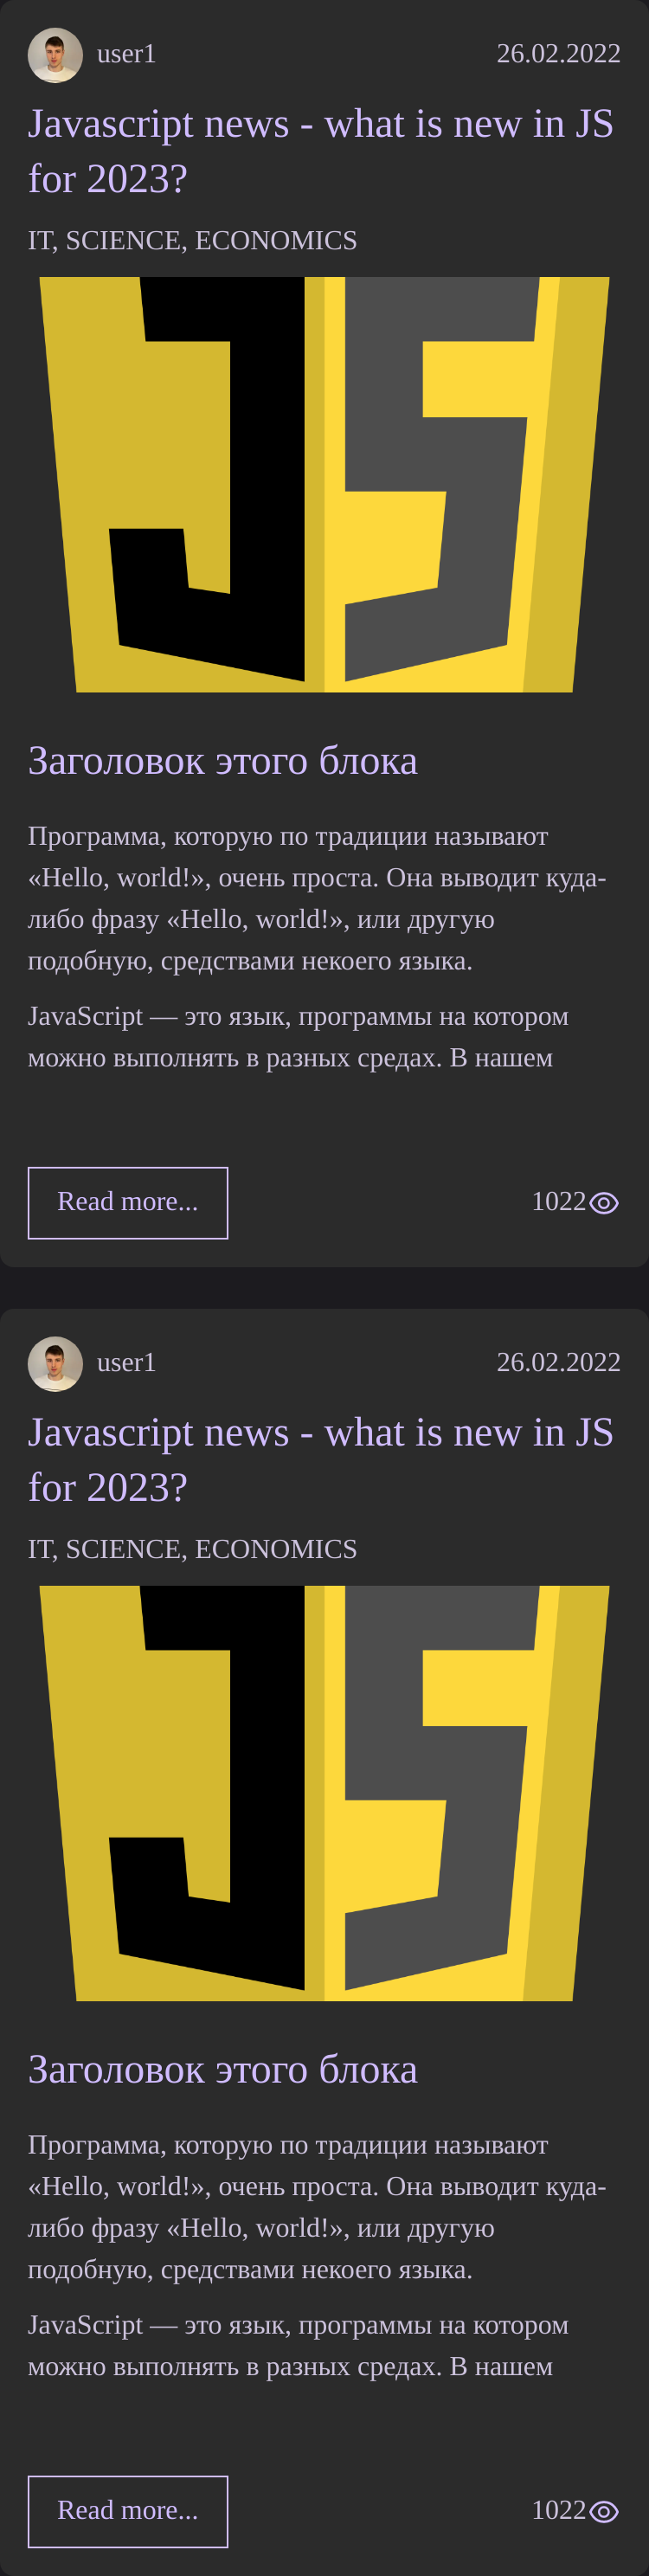 user1 26.02.2022
Javascript news - what is new in JS
for 2023?
IT, SCIENCE, ECONOMICS
JS
Заголовок этого блока
Программа, которую по традиции называют
«Hello, world!», очень проста. Она выводит куда-
либо фразу «Hello, world!», или другую
подобную, средствами некоего языка.
JavaScript — это язык, программы на котором
можно выполнять в разных средах. В нашем
Read more... 1022
user1 26.02.2022
Javascript news - what is new in JS
for 2023?
IT, SCIENCE, ECONOMICS
JS
Заголовок этого блока
Программа, которую по традиции называют
«Hello, world!», очень проста. Она выводит куда-
либо фразу «Hello, world!», или другую
подобную, средствами некоего языка.
JavaScript — это язык, программы на котором
можно выполнять в разных средах. В нашем
Read more... 1022